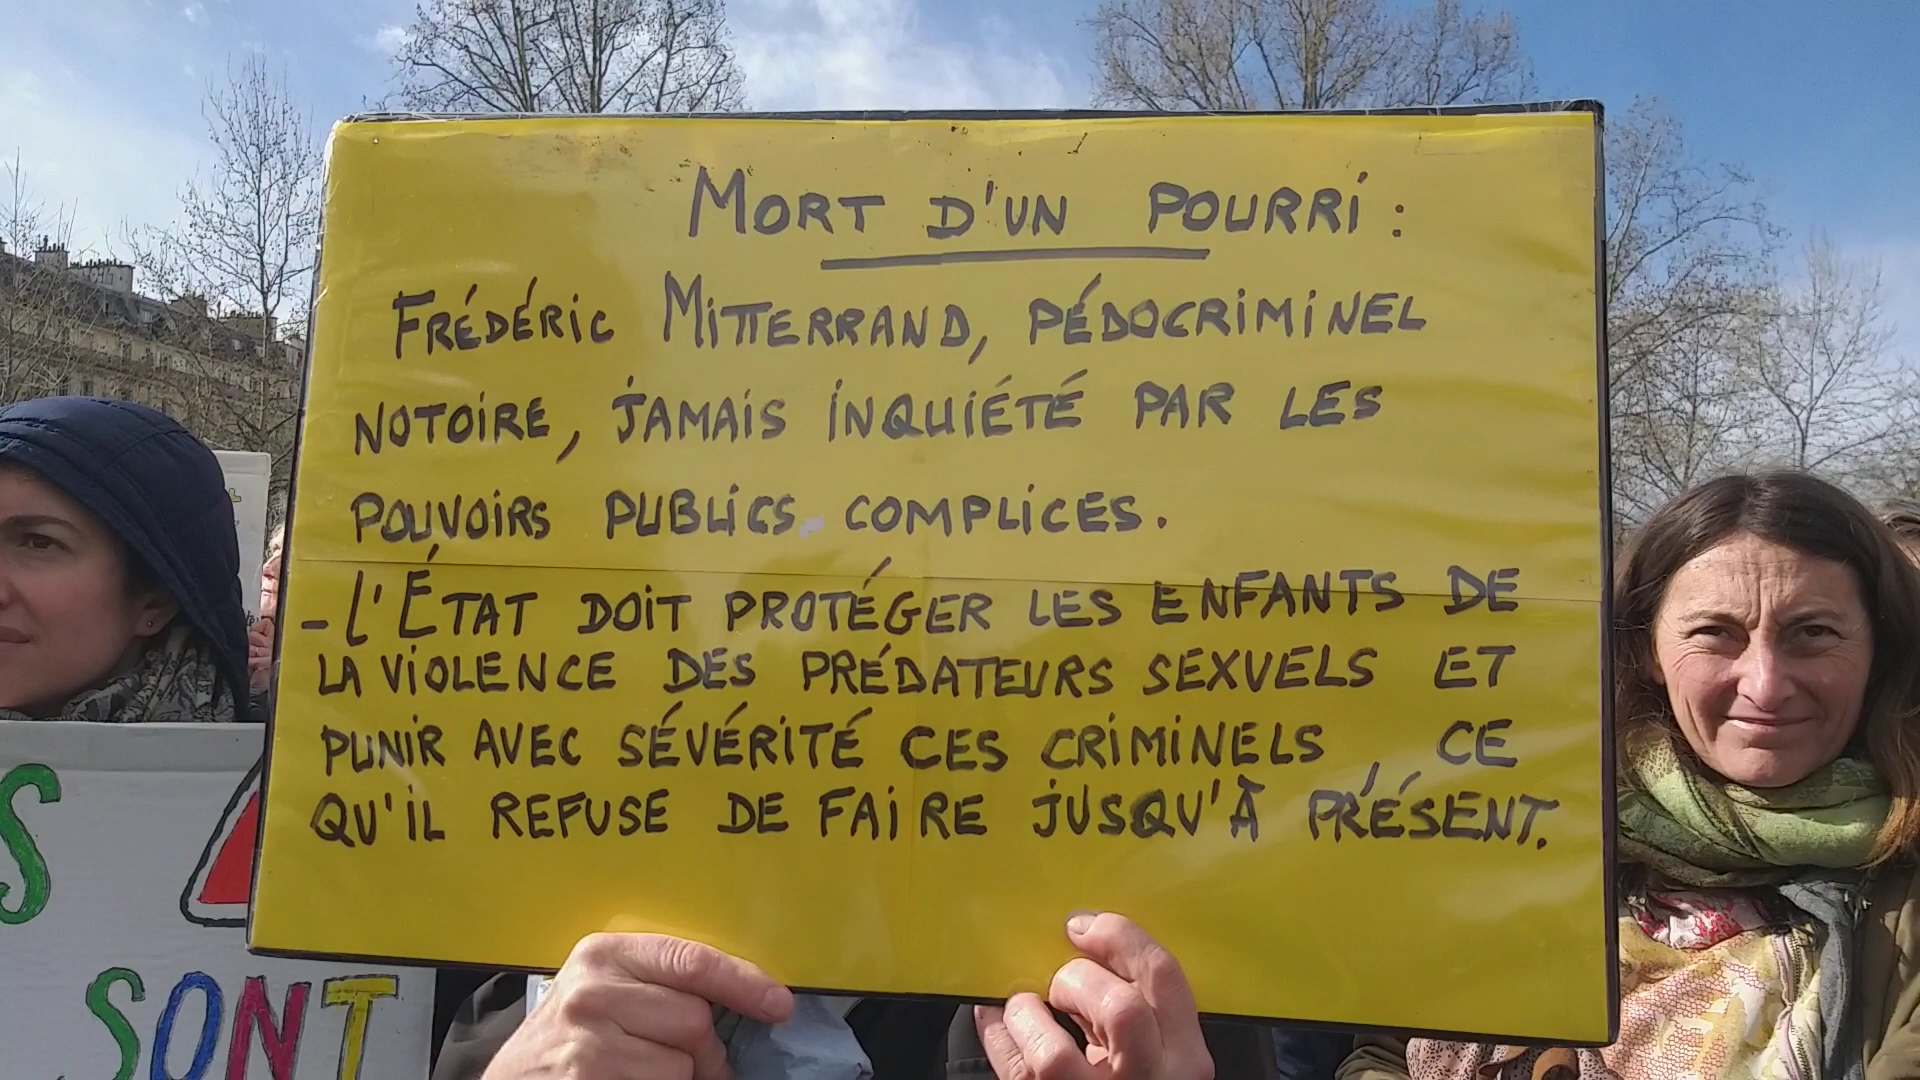 MORT D'UN POURRI :
FRÉDÉRIC MITTERRAND, PÉDOCRIMINEL
NOTOIRE, JAMAIS INQUIÉTÉ PAR LES
POUVOIRS PUBLICS COMPLICES.
- L'ÉTAT DOIT PROTÉGER LES ENFANTS DE
LA VIOLENCE DES PRÉDATEURS SEXUELS ET
PUNIR AVEC SÉVÉRITÉ CES CRIMINELS, CE
QU'IL REFUSE DE FAIRE JUSQU'À PRÉSENT.
S
SONT